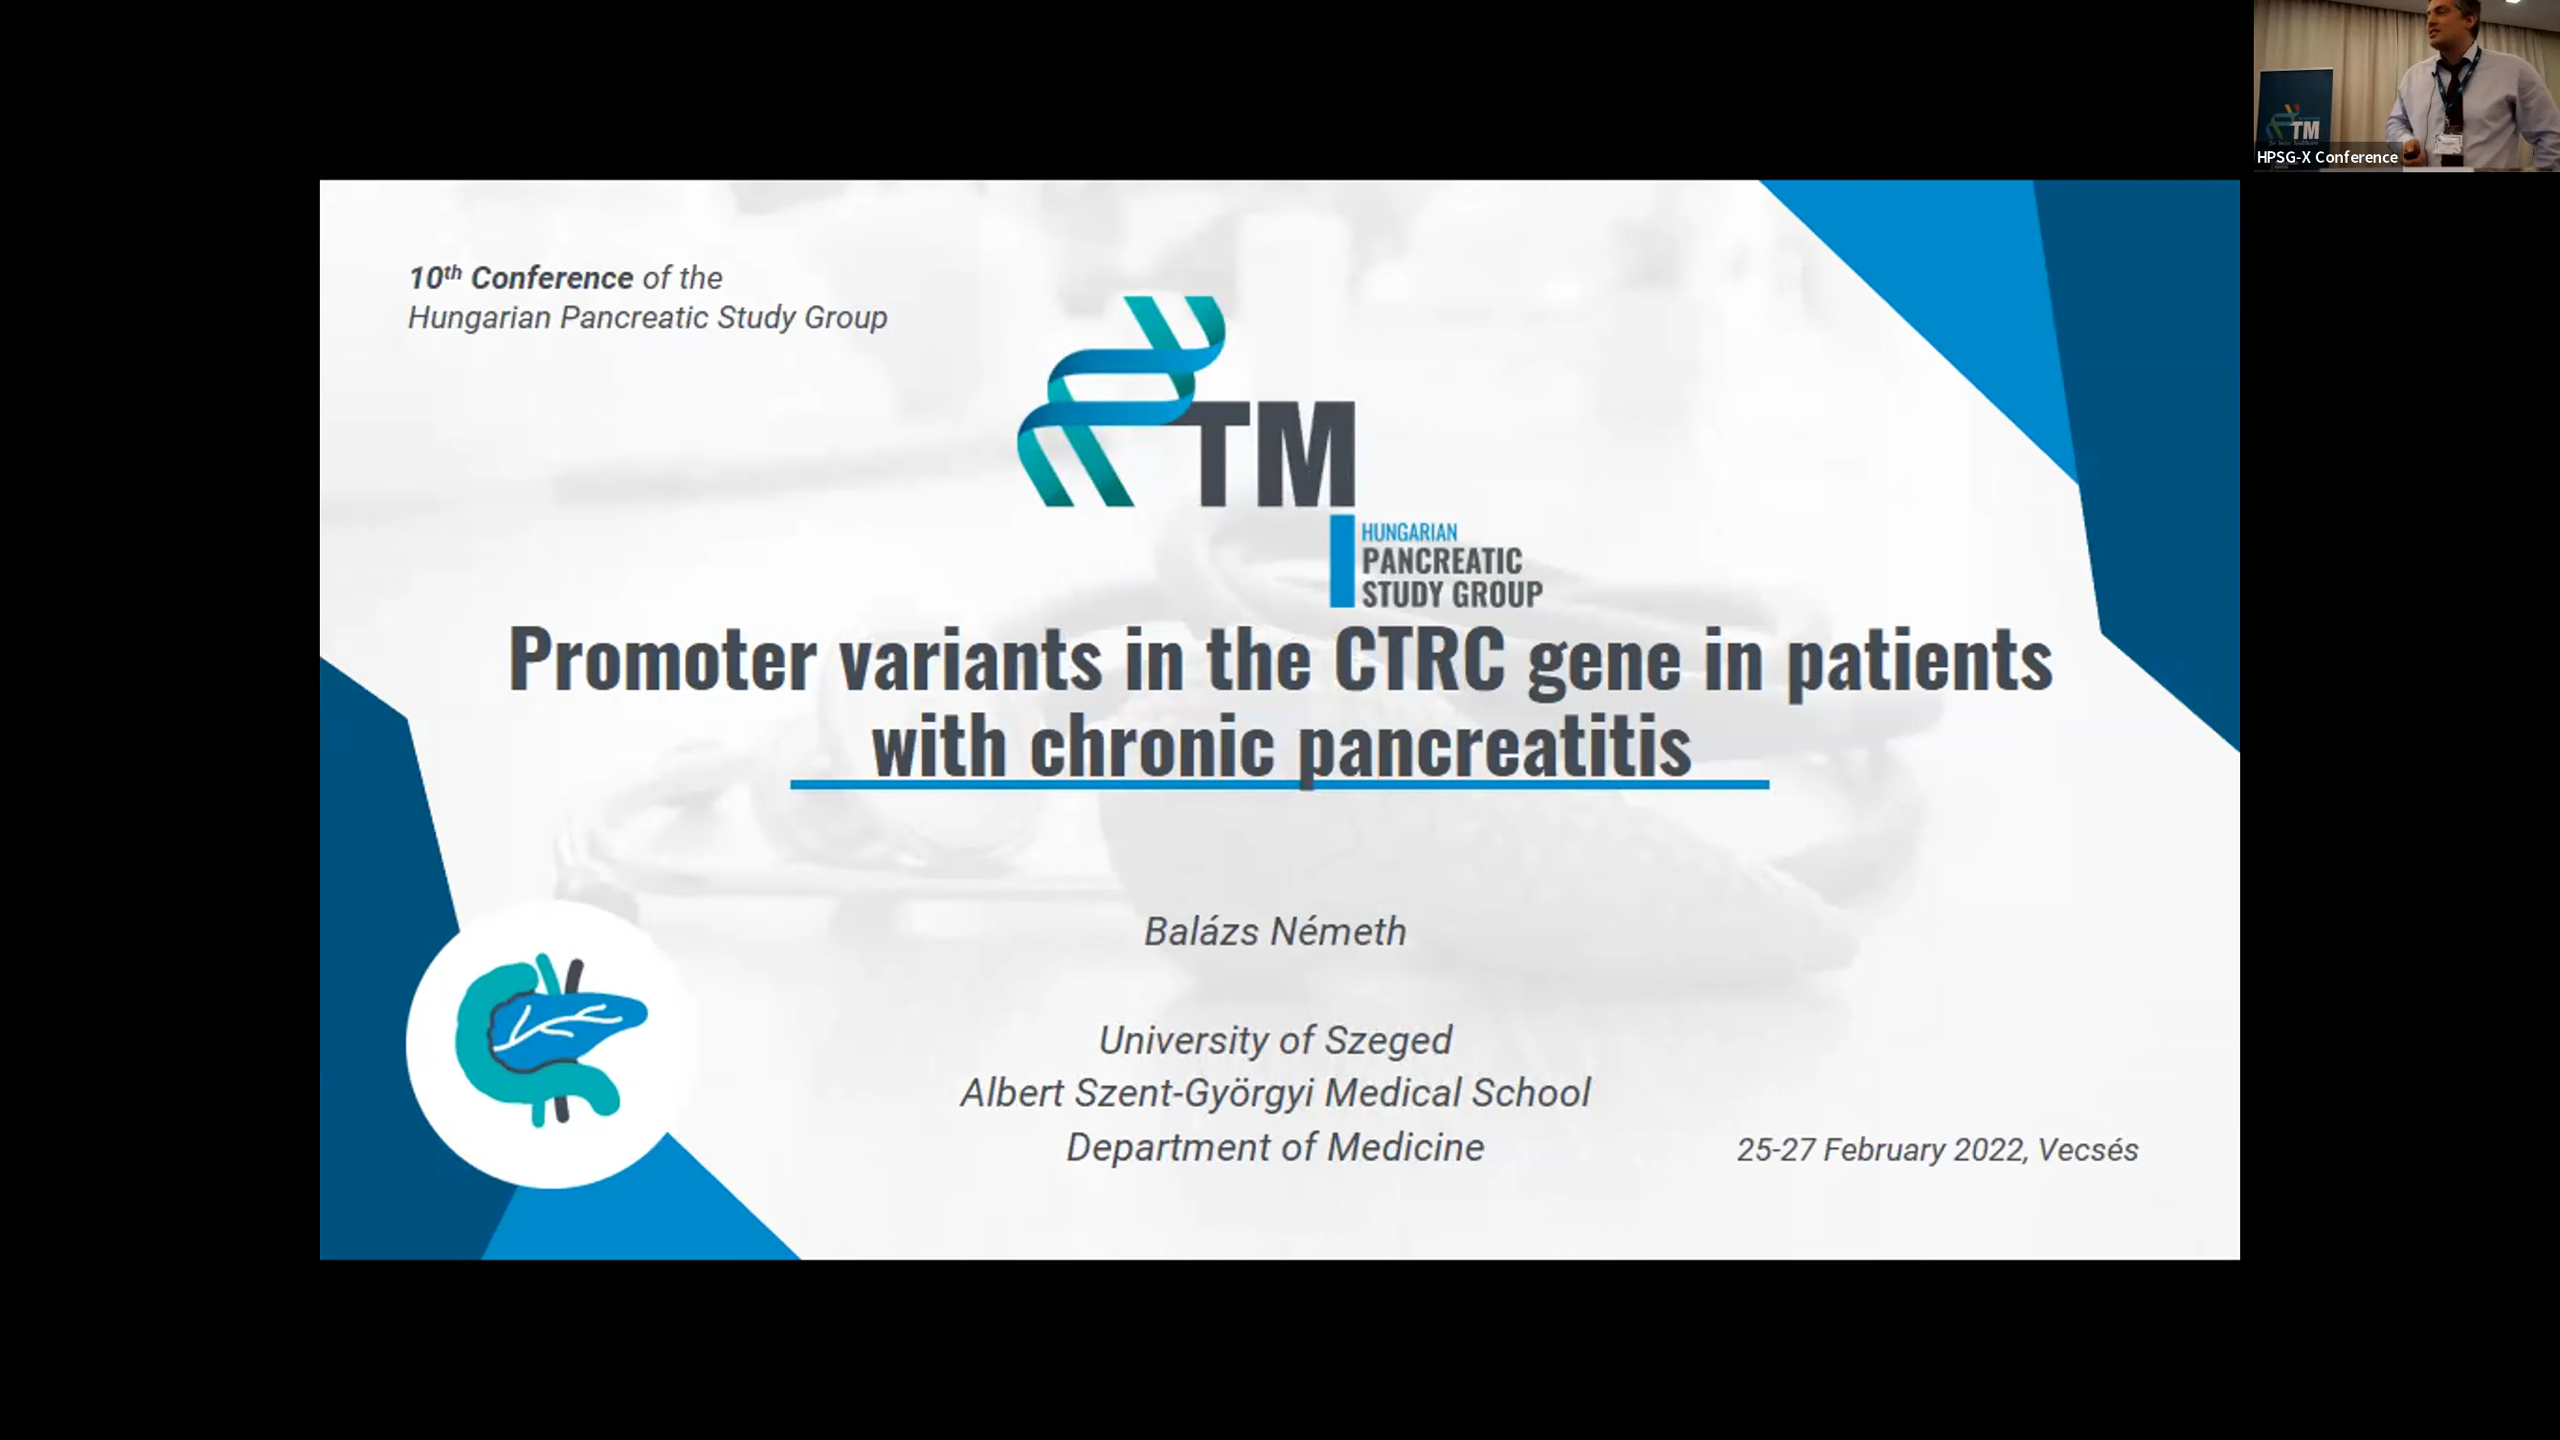 HPSG-X Conference
TM
10th Conference of the
Hungarian Pancreatic Study Group
TM
HUNGARIAN
PANCREATIC
STUDY GROUP
Promoter variants in the CTRC gene in patients
with chronic pancreatitis
Balázs Németh
University of Szeged
Albert Szent-Györgyi Medical School
Department of Medicine
25-27 February 2022, Vecsés